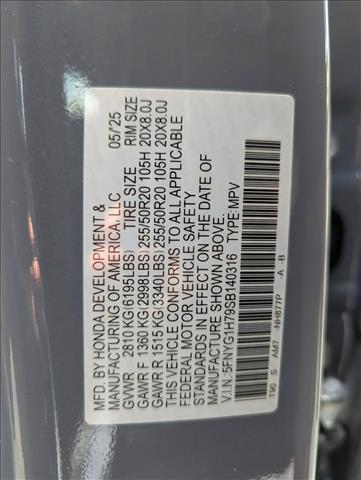 MANUFACTURED BY HONDA DEVELOPMENT &
MANUFACTURING OF AMERICA, LLC. 05/'25
GVWR 2810 KG(6195LBS) TIRE SIZE RIM SIZE
GAWR F 1360 KG(2998LBS)255/50R20 105H 20X8.0J
GAWR R 1515 KG(3340LBS)255/50R20 105H 20X8.0J
THIS VEHICLE CONFORMS TO ALL APPLICABLE
FEDERAL MOTOR VEHICLE SAFETY
STANDARDS IN EFFECT ON THE DATE OF
MANUFACTURE SHOWN ABOVE.
V.I.N.: 5FNYG1H79SB140316 TYPE:MPV
T90 S AM7 -NH877P -A -B